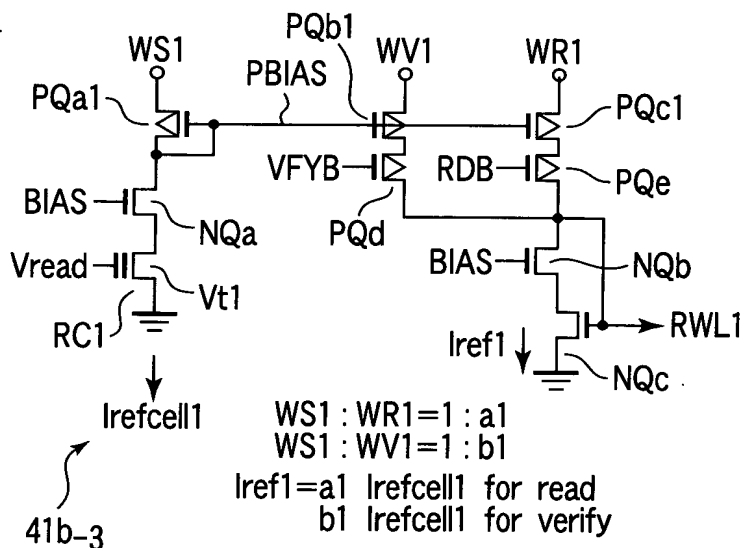 PQb1
WS1
WV1
WR1
PBIAS
PQa1
PQc1
VFYB
RDB
PQe
BIAS
NQa
PQd
BIAS
NQb
Vread
Vt1
RC1
Iref1
RWL1
NQc
Irefcell1
WS1 : WR1=1 : a1
WS1 : WV1=1 : b1
Iref1=a1 Irefcell1 for read
b1 Irefcell1 for verify
41b-3